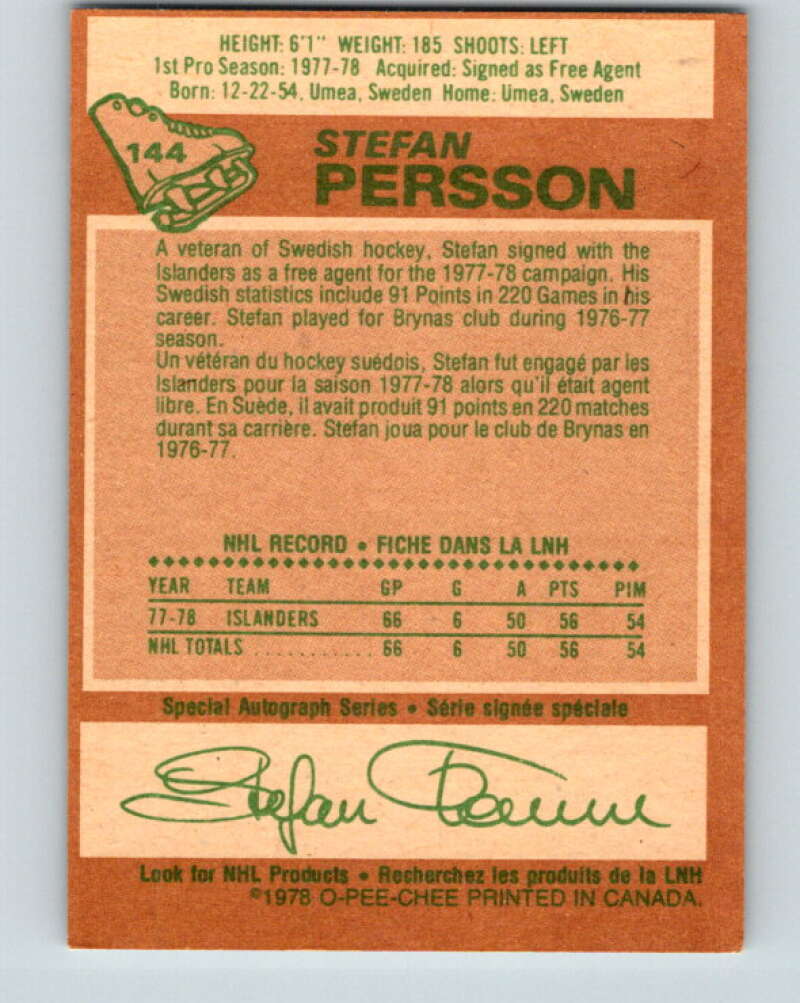 HEIGHT: 6'1" WEIGHT: 185 SHOOTS: LEFT
1st Pro Season: 1977-78 Acquired: Signed as Free Agent
Born: 12-22-54, Umea, Sweden Home: Umea, Sweden
144
STEFAN
PERSSON
A veteran of Swedish hockey, Stefan signed with the
Islanders as a free agent for the 1977-78 campaign. His
Swedish statistics include 91 Points in 220 Games in his
career. Stefan played for Brynas club during 1976-77
season.
Un vétéran du hockey suédois, Stefan fut engagé par les
Islanders pour la saison 1977-78 alors qu'il était agent
libre. En Suède, il avait produit 91 points en 220 matches
durant sa carrière. Stefan joua pour le club de Brynas en
1976-77.
NHL RECORD • FICHE DANS LA LNH
YEAR TEAM GP G A PTS PIM
77-78 ISLANDERS 66 6 50 56 54
NHL TOTALS ............ 66 6 50 56 54
Special Autograph Series • Série signée spéciale
Stefan Persson
Look for NHL Products • Recherchez les produits de la LNH
©1978 O-PEE-CHEE PRINTED IN CANADA.